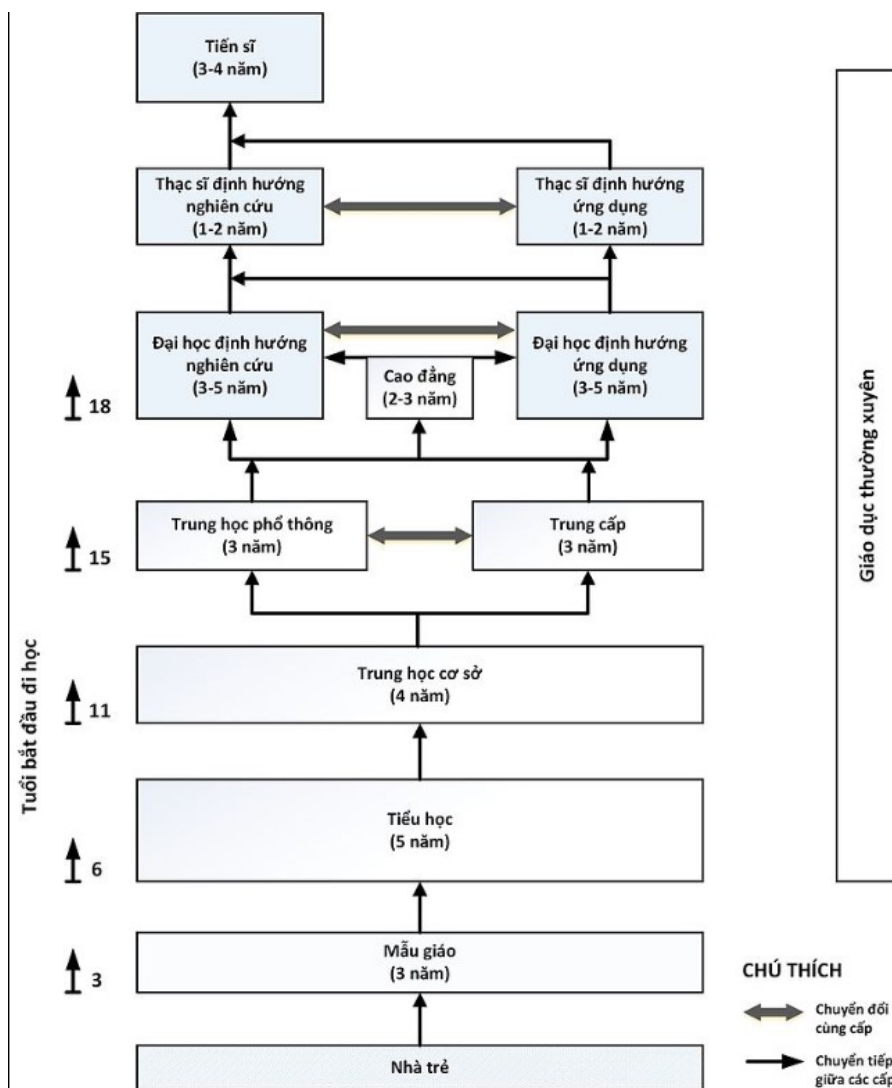 Tiến sĩ
(3-4 năm)
Thạc sĩ định hướng
nghiên cứu
(1-2 năm)
Thạc sĩ định hướng
ứng dụng
(1-2 năm)
Đại học định hướng
nghiên cứu
(3-5 năm)
Cao đẳng
(2-3 năm)
Đại học định hướng
ứng dụng
(3-5 năm)
18
Trung học phổ thông
(3 năm)
Trung cấp
(3 năm)
15
Trung học cơ sở
(4 năm)
11
Tiểu học
(5 năm)
6
Mẫu giáo
(3 năm)
3
Nhà trẻ
Tuổi bắt đầu đi học
Giáo dục thường xuyên
CHÚ THÍCH
Chuyển đổi
cùng cấp
Chuyển tiếp
giữa các cấp